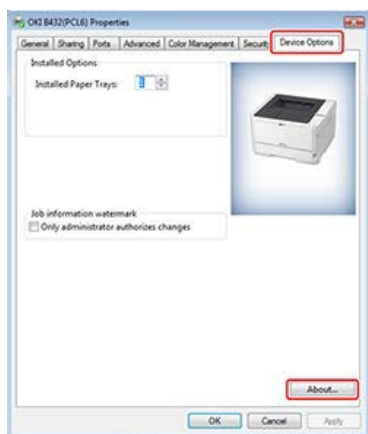 OKI B432(PCL6) Properties
General Sharing Ports Advanced Color Management Security Device Options
Installed Options
Installed Paper Trays:
Job information watermark
Only administrator authorizes changes
About...
OK Cancel Apply